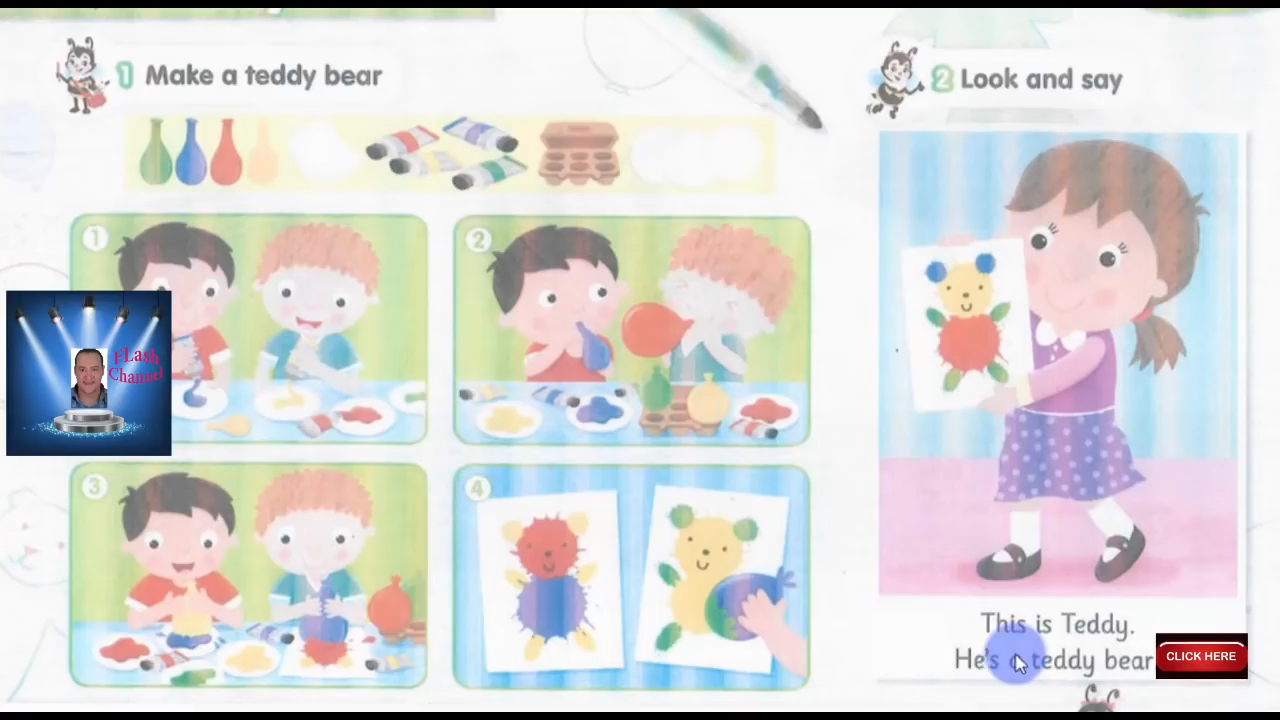 1 Make a teddy bear
1
2
3
4
FLash
Channel
2 Look and say
This is Teddy.
He's a teddy bear
CLICK HERE